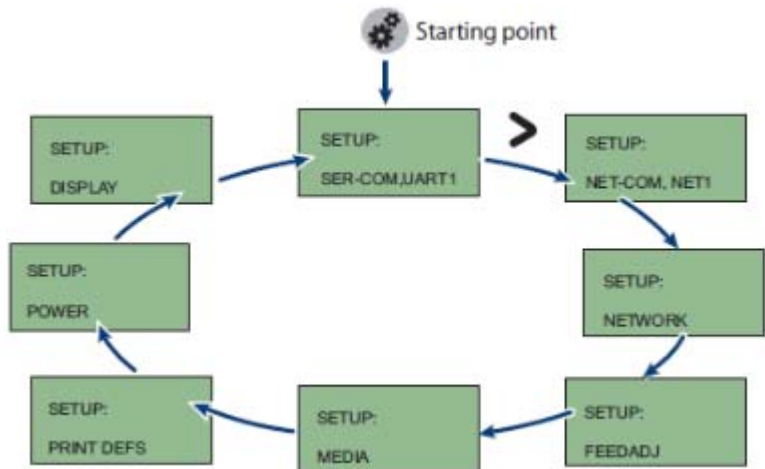 Starting point
SETUP:
SER-COM,UART1
>
SETUP:
NET-COM, NET1
SETUP:
NETWORK
SETUP:
FEEDADJ
SETUP:
MEDIA
SETUP:
PRINT DEFS
SETUP:
POWER
SETUP:
DISPLAY